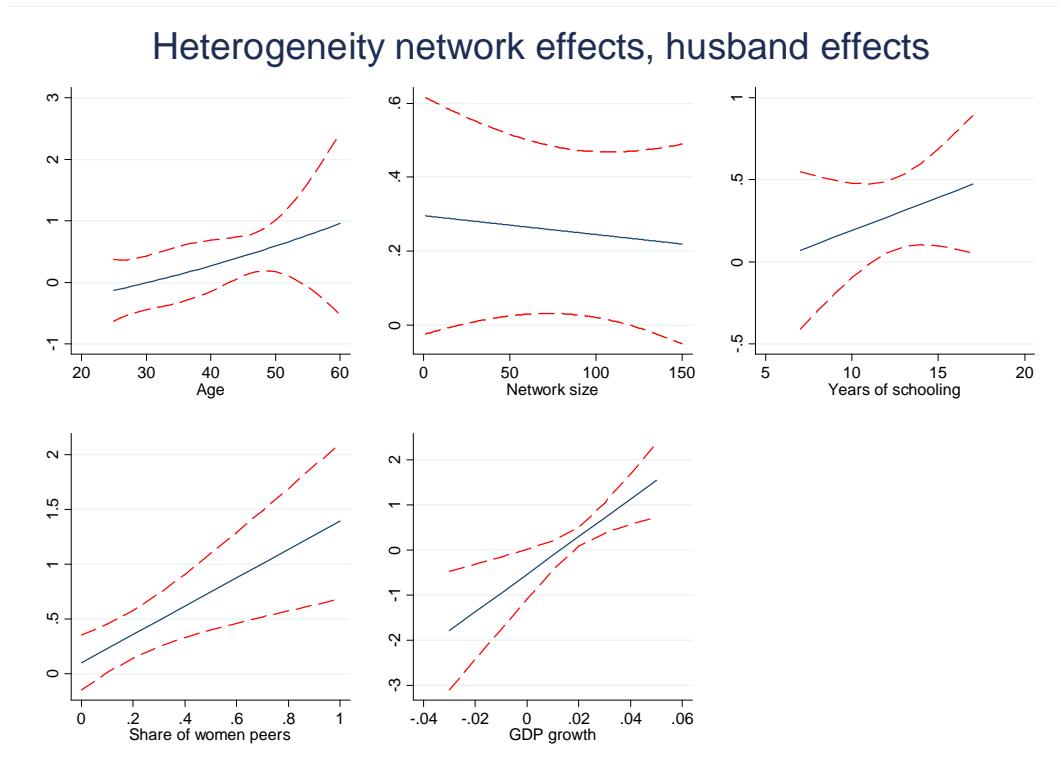 Heterogeneity network effects, husband effects
3
2
1
0
-1
20 30 40 50 60
Age
.6
.4
.2
0
0 50 100 150
Network size
1
.5
0
-.5
5 10 15 20
Years of schooling
2
1.5
1
.5
0
0 .2 .4 .6 .8 1
Share of women peers
2
1
0
-1
-2
-3
-.04 -.02 0 .02 .04 .06
GDP growth